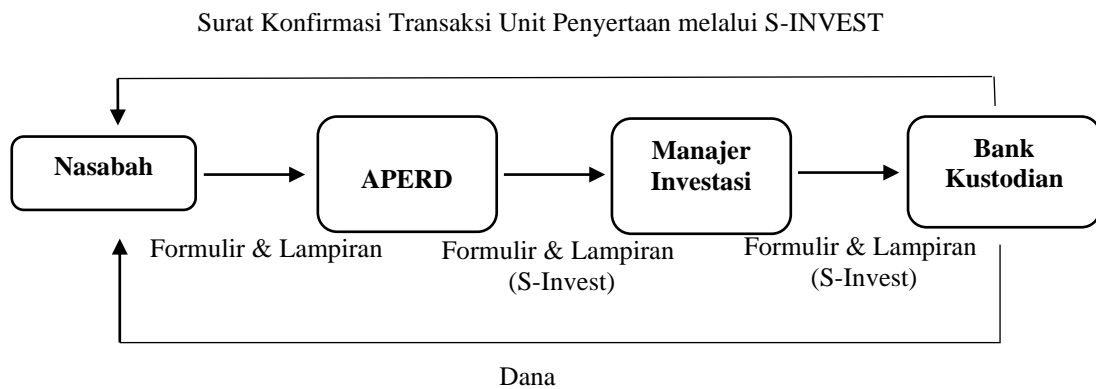 Surat Konfirmasi Transaksi Unit Penyertaan melalui S-INVEST
Nasabah
APERD
Manajer
Investasi
Bank
Kustodian
Formulir & Lampiran
Formulir & Lampiran
(S-Invest)
Formulir & Lampiran
(S-Invest)
Dana